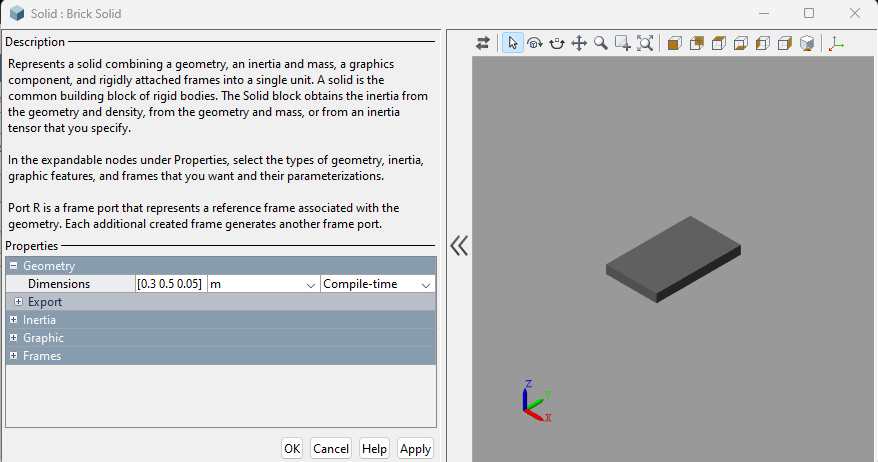 Solid : Brick Solid
Description
Represents a solid combining a geometry, an inertia and mass, a graphics
component, and rigidly attached frames into a single unit. A solid is the
common building block of rigid bodies. The Solid block obtains the inertia from
the geometry and density, from the geometry and mass, or from an inertia
tensor that you specify.
In the expandable nodes under Properties, select the types of geometry, inertia,
graphic features, and frames that you want and their parameterizations.
Port R is a frame port that represents a reference frame associated with the
geometry. Each additional created frame generates another frame port.
Properties
Geometry
Dimensions [0.3 0.5 0.05] m Compile-time
Export
Inertia
Graphic
Frames
OK Cancel Help Apply
Z
Y
X